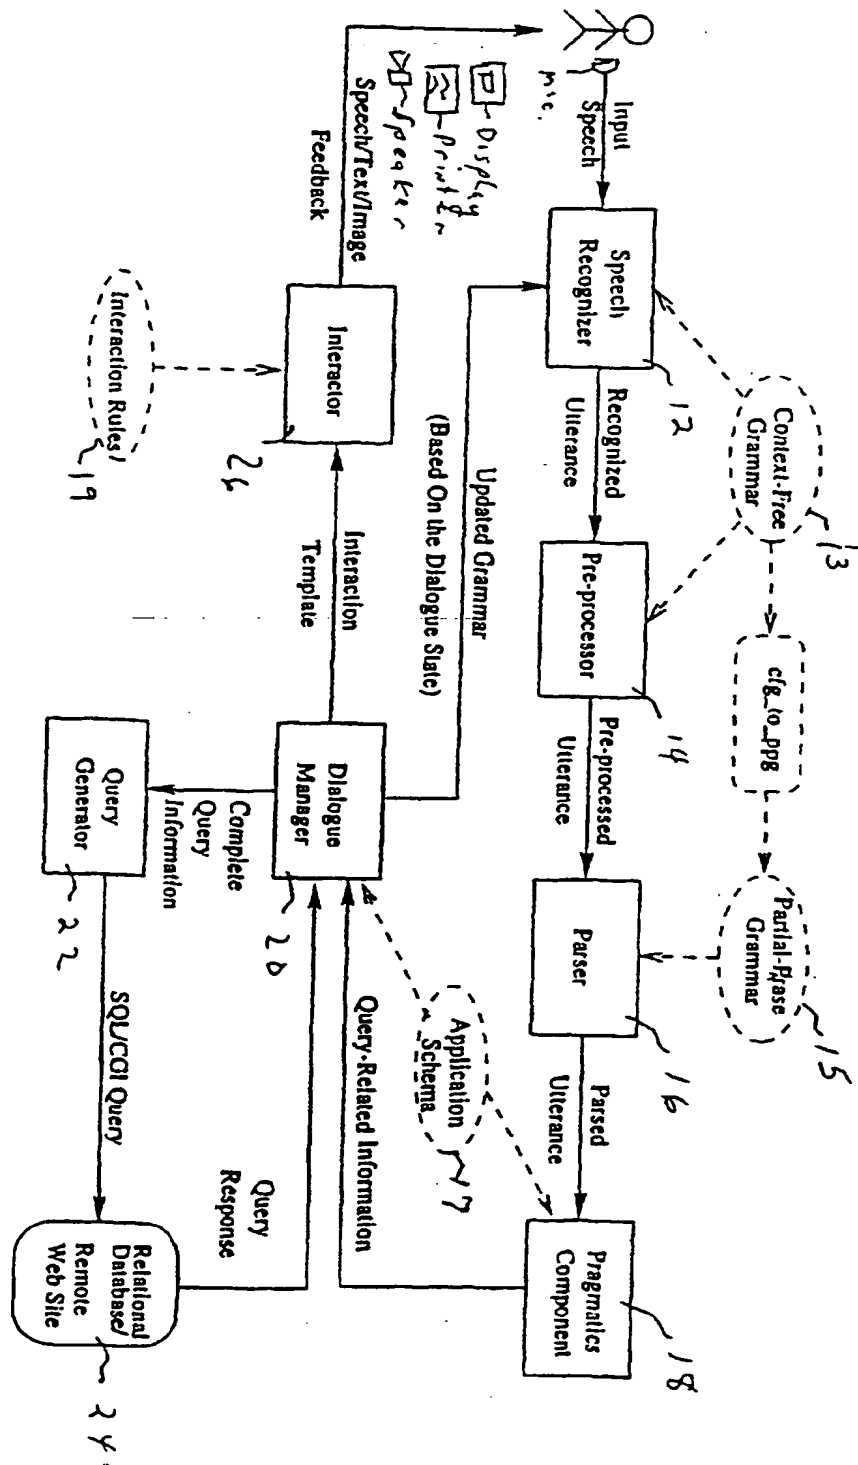 mic.
Input
Speech
Speech
Recognizer
12
Recognized
Utterance
Pre-processor
14
Pre-processed
Utterance
Parser
16
Parsed
Utterance
Pragmatics
Component
18
Context-Free
Grammar
13
cfg_to_ppg
Partial-Phrase
Grammar
15
Display
Printer
Speaker
Speech/Text/Image
Feedback
Interactor
26
Interaction Rules/
19
Interaction
Template
Updated Grammar
(Based On the Dialogue State)
Dialogue
Manager
20
Application
Schema
17
Query-Related Information
Complete
Query
Information
Query
Generator
22
SQL/CGI Query
Query
Response
Relational
Database/
Remote
Web Site
24